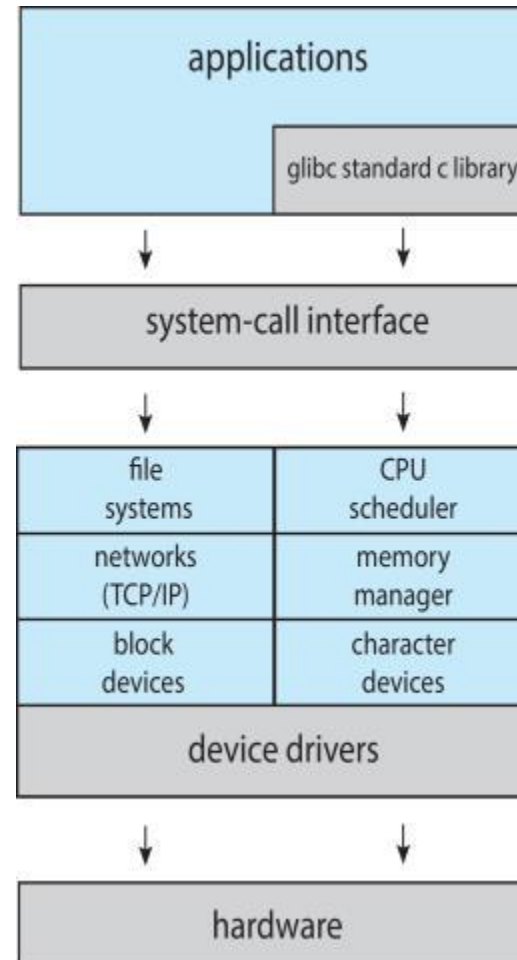 applications
glibc standard c library
system-call interface
file
systems
CPU
scheduler
networks
(TCP/IP)
memory
manager
block
devices
character
devices
device drivers
hardware